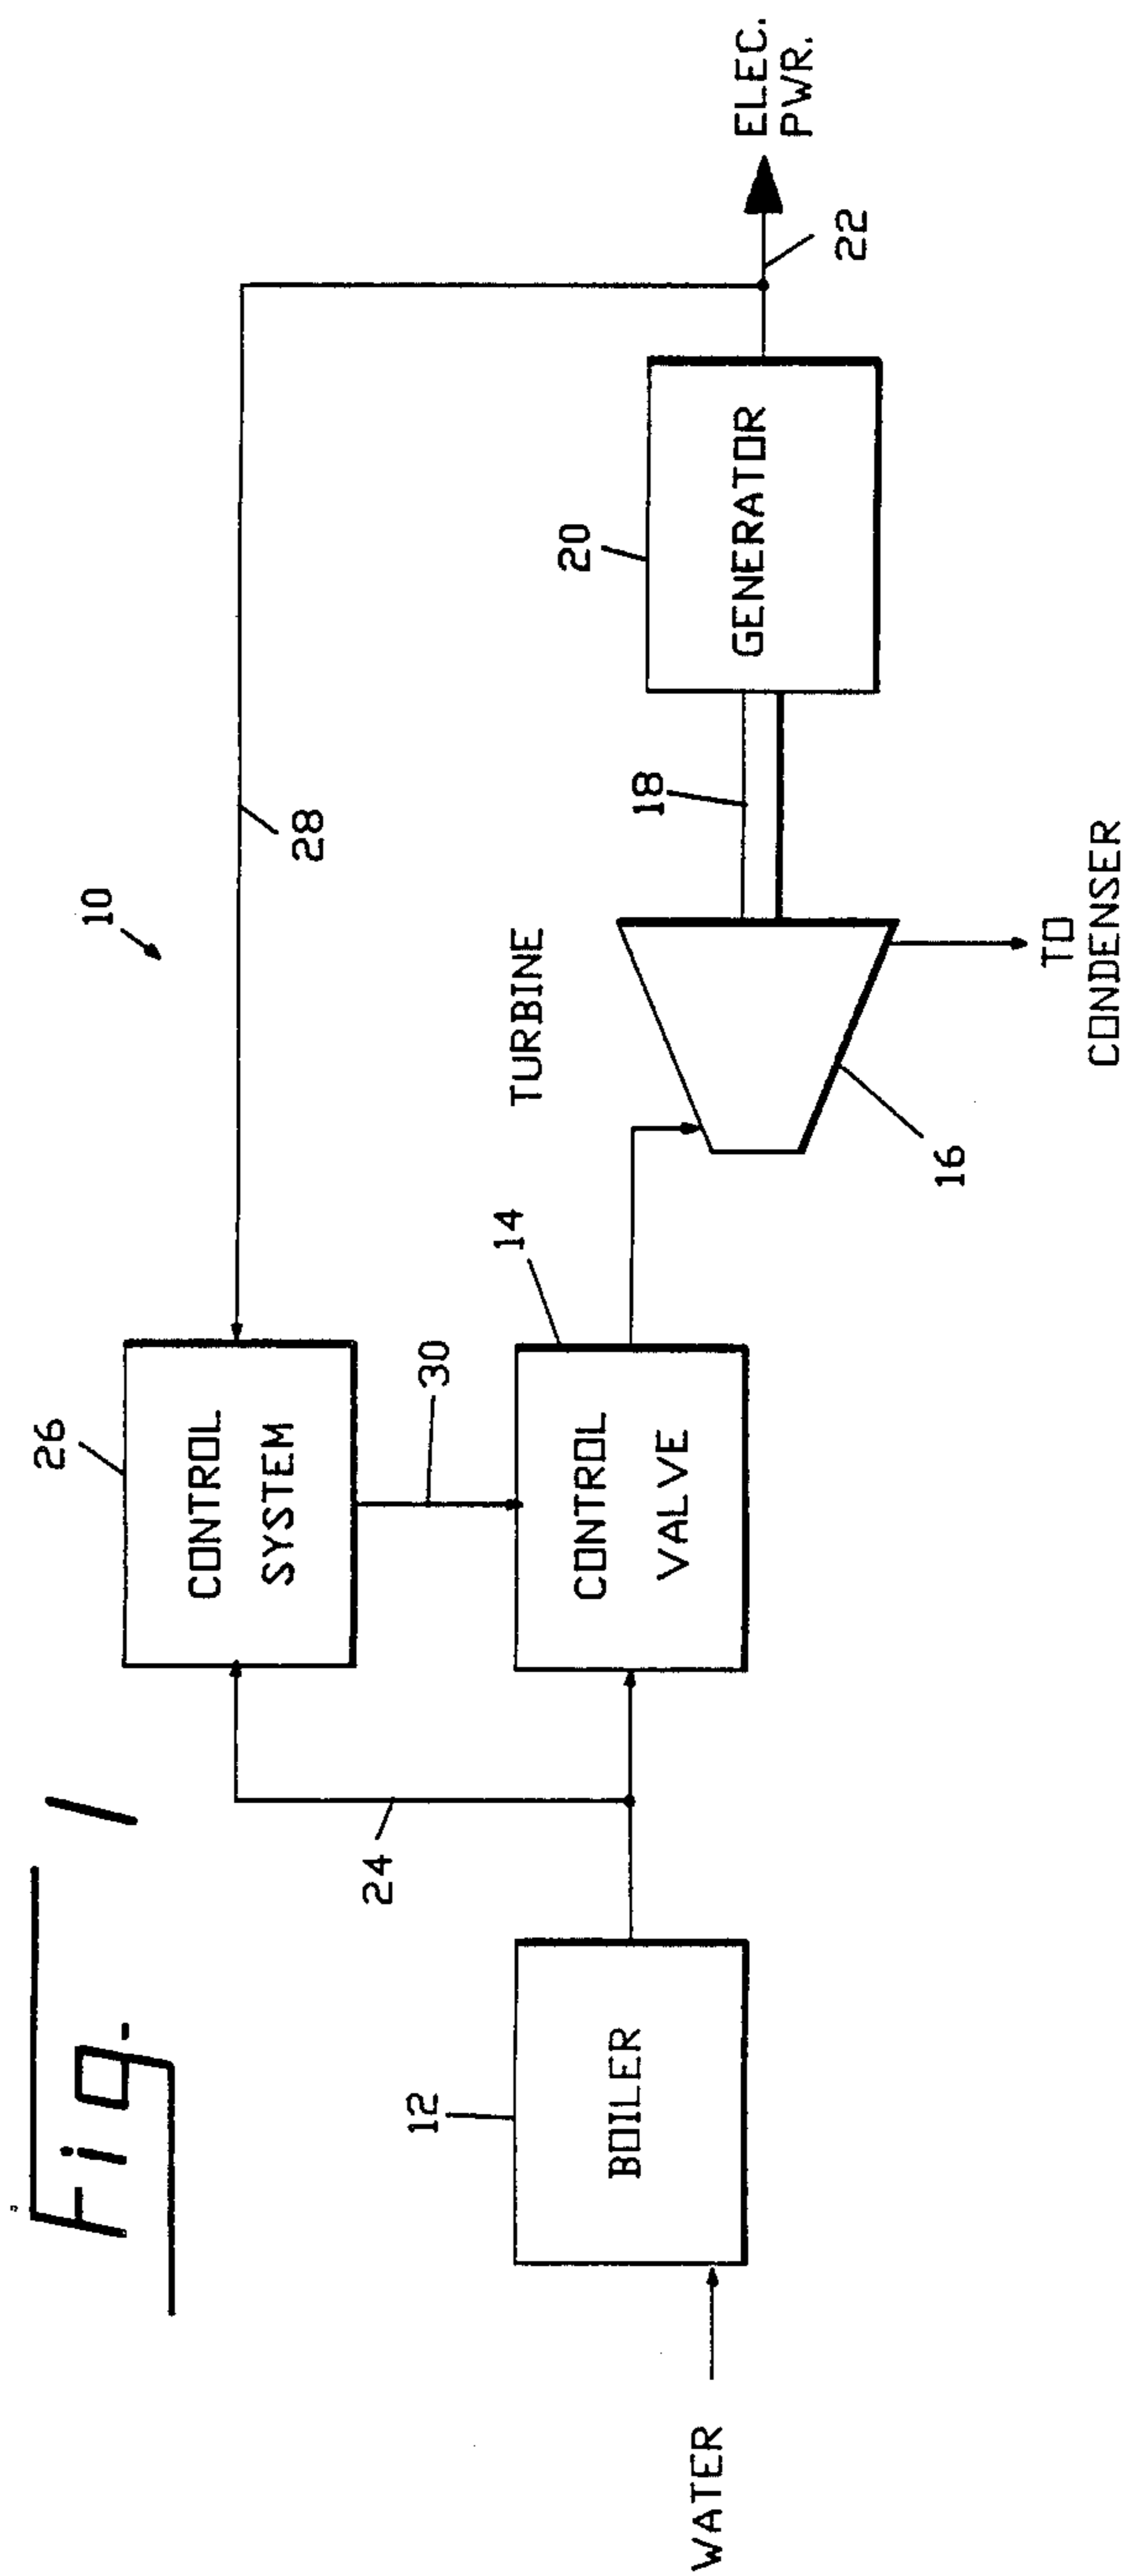 Fig. 1
10
26
CONTROL
SYSTEM
28
24
30
12
BOILER
WATER
14
CONTROL
VALVE
TURBINE
16
TO
CONDENSER
18
20
GENERATOR
22
ELEC.
PWR.